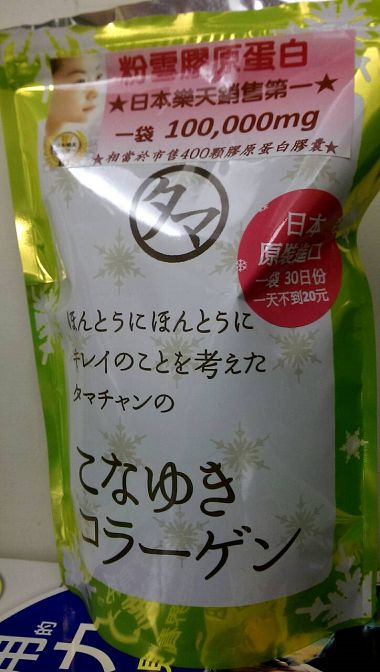 粉雪膠原蛋白
★日本樂天銷售第一★
一袋 100,000mg
★相當於市售400顆膠原蛋白膠囊★
タマ
日本
原裝進口
一袋 30日份
一天不到20元
ほんとうにほんとうに
キレイのことを考えた
タマチャンの
こなゆき
コラーゲン
用的